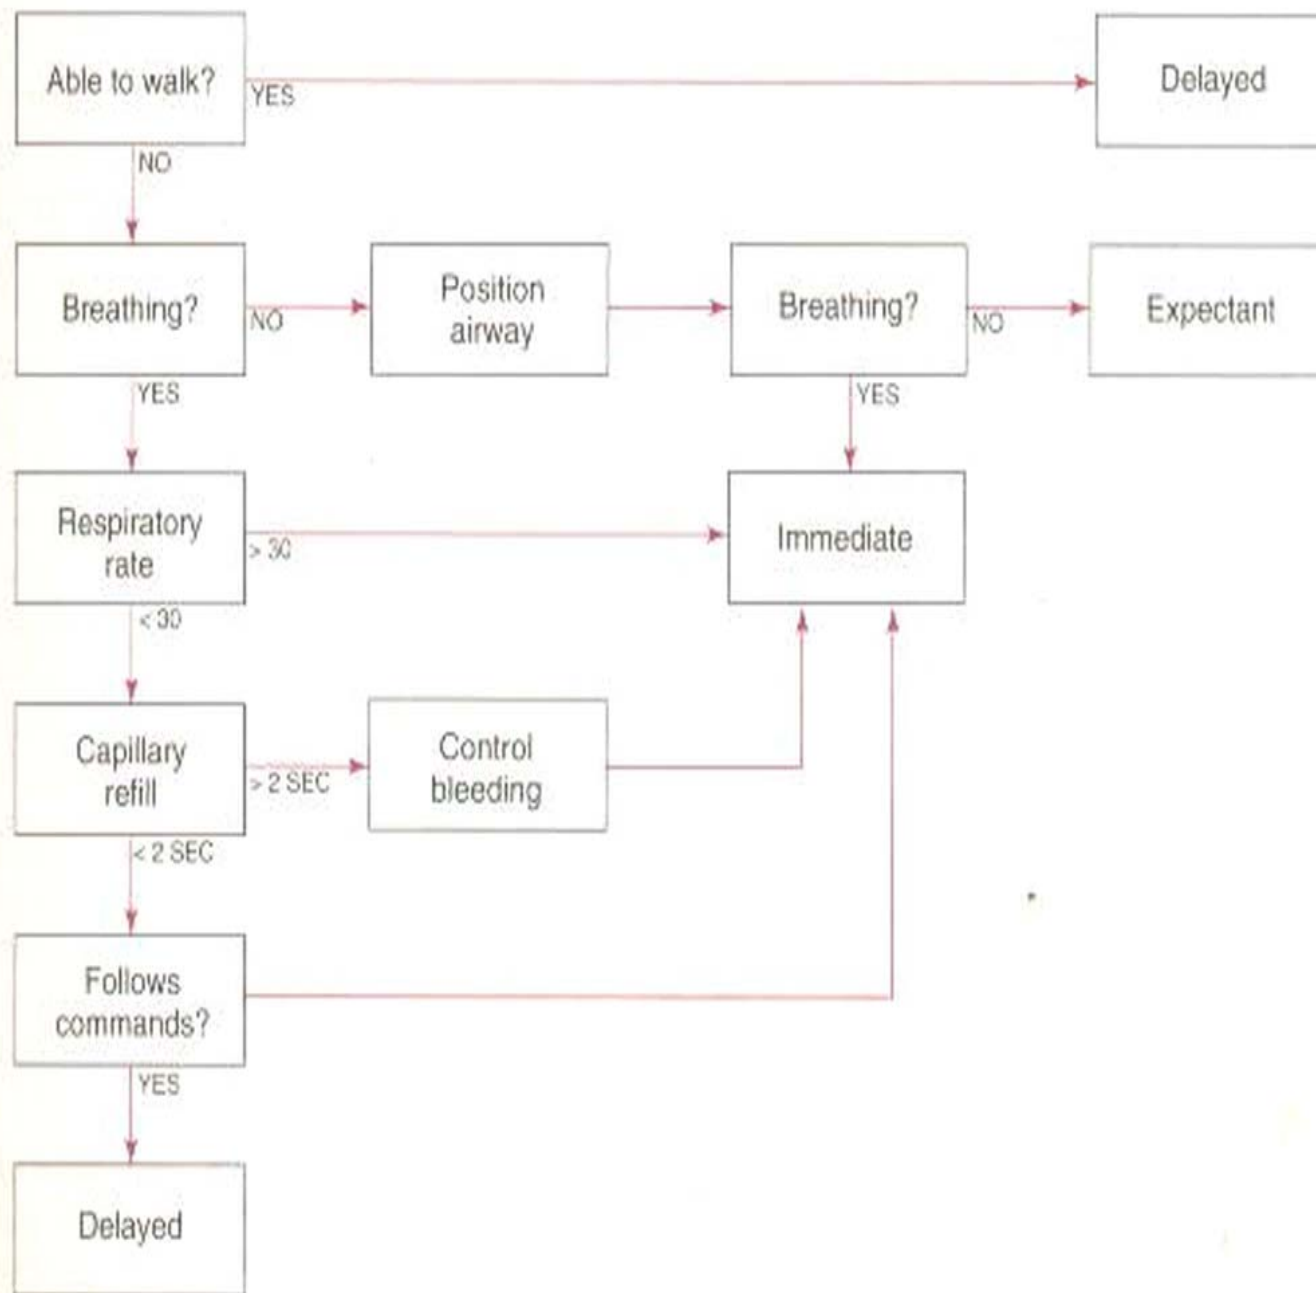 Able to walk?
YES
Delayed
NO
Breathing?
NO
Position
airway
Breathing?
NO
Expectant
YES
YES
Respiratory
rate
> 30
Immediate
< 30
Capillary
refill
> 2 SEC
Control
bleeding
< 2 SEC
Follows
commands?
YES
Delayed